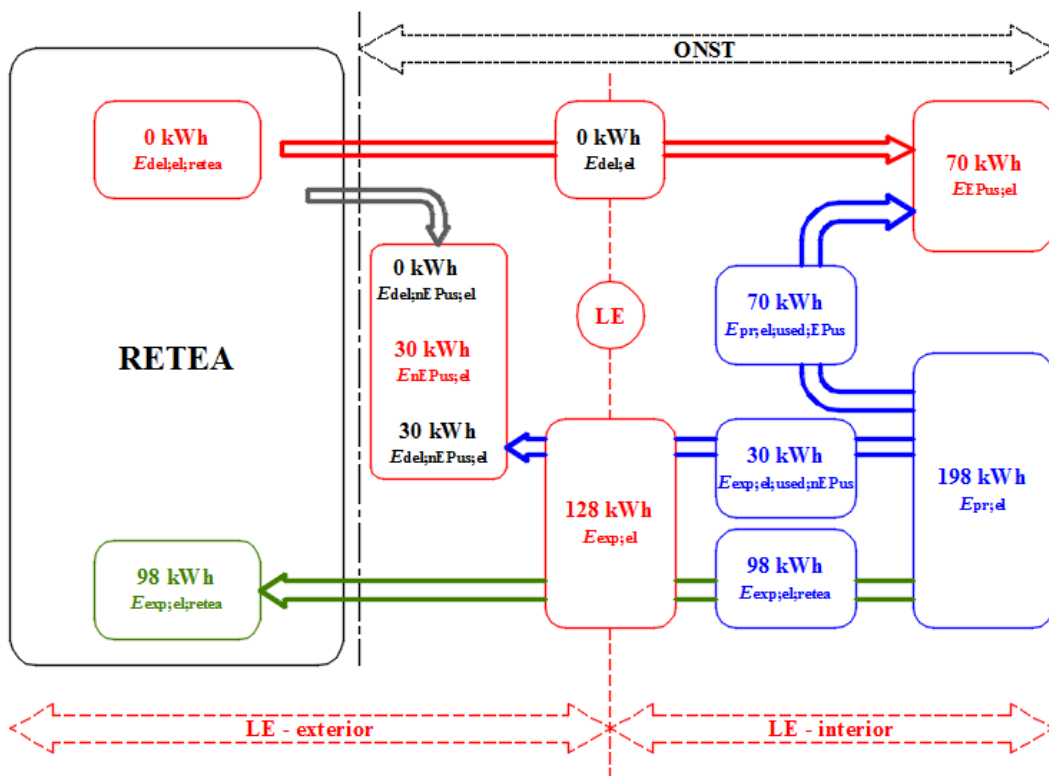 ONST
0 kWh
Edel;el;retea
0 kWh
Edel;el
70 kWh
EEPus;el
0 kWh
Edel;nEPus;el
30 kWh
EnEPus;el
30 kWh
Edel;nEPus;el
LE
70 kWh
Epr;el;used;EPus
RETEA
128 kWh
Eexp;el
30 kWh
Eexp;el;used;nEPus
198 kWh
Epr;el
98 kWh
Eexp;el;retea
98 kWh
Eexp;el;retea
LE - exterior
LE - interior